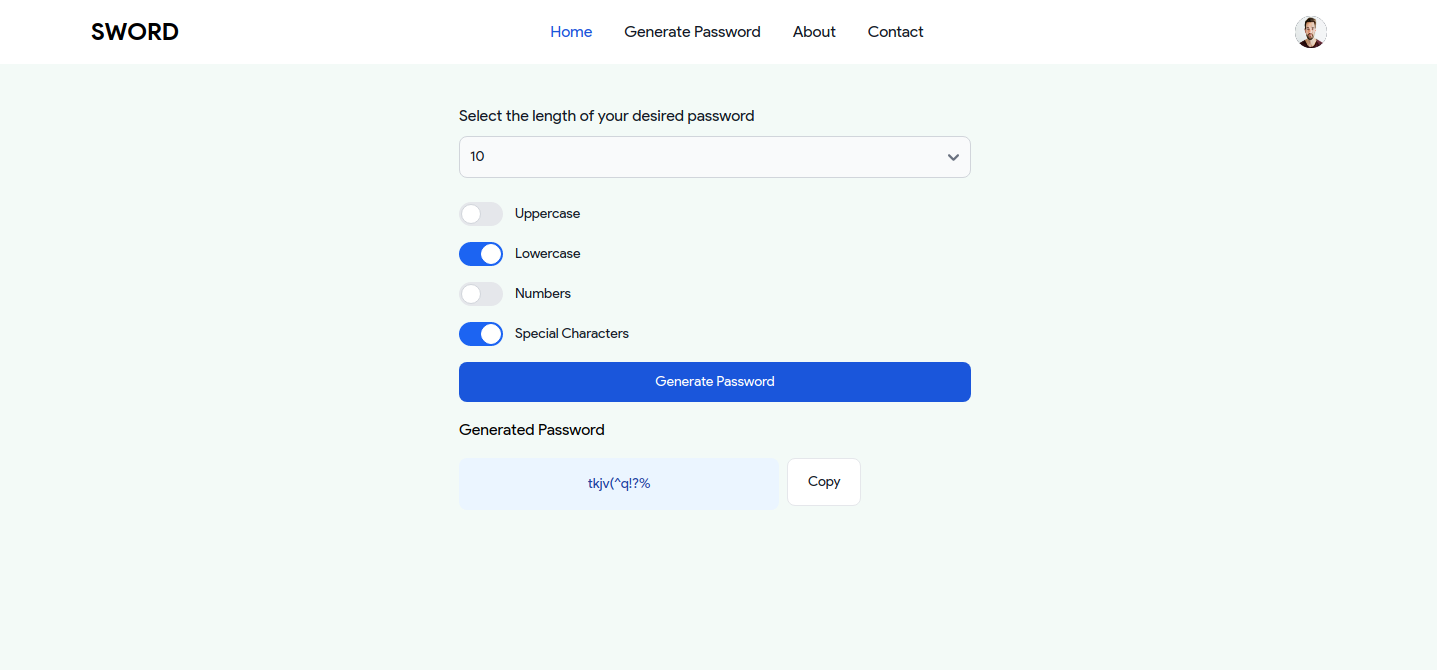 SWORD
Home Generate Password About Contact
Select the length of your desired password
10
Uppercase
Lowercase
Numbers
Special Characters
Generate Password
Generated Password
tkjv(^q!?%
Copy